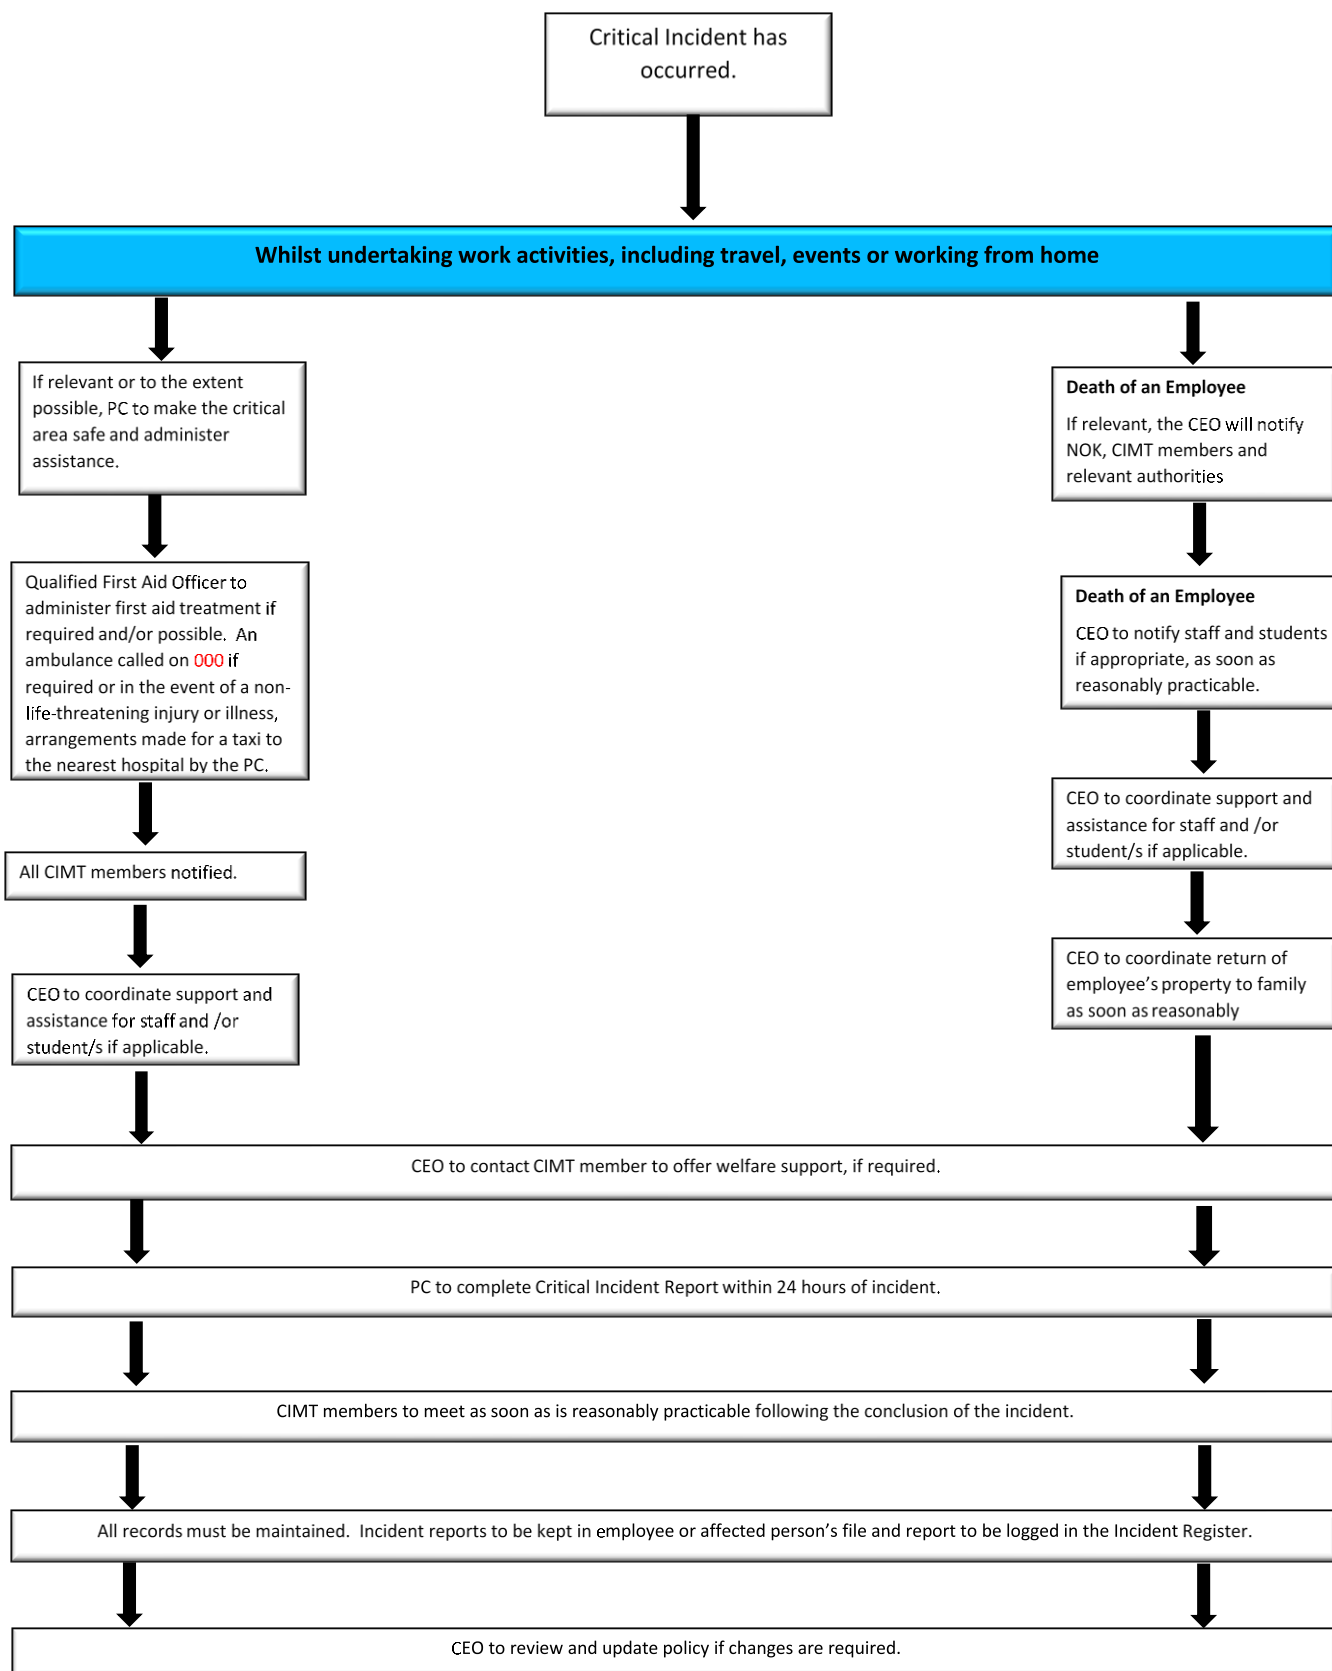 Critical Incident has
occurred.
Whilst undertaking work activities, including travel, events or working from home
If relevant or to the extent
possible, PC to make the critical
area safe and administer
assistance.
Qualified First Aid Officer to
administer first aid treatment if
required and/or possible.  An
ambulance called on 000 if
required or in the event of a non-
life-threatening injury or illness,
arrangements made for a taxi to
the nearest hospital by the PC.
All CIMT members notified.
CEO to coordinate support and
assistance for staff and /or
student/s if applicable.
Death of an Employee
If relevant, the CEO will notify
NOK, CIMT members and
relevant authorities
Death of an Employee
CEO to notify staff and students
if appropriate, as soon as
reasonably practicable.
CEO to coordinate support and
assistance for staff and /or
student/s if applicable.
CEO to coordinate return of
employee's property to family
as soon as reasonably
CEO to contact CIMT member to offer welfare support, if required.
PC to complete Critical Incident Report within 24 hours of incident.
CIMT members to meet as soon as is reasonably practicable following the conclusion of the incident.
All records must be maintained.  Incident reports to be kept in employee or affected person's file and report to be logged in the Incident Register.
CEO to review and update policy if changes are required.